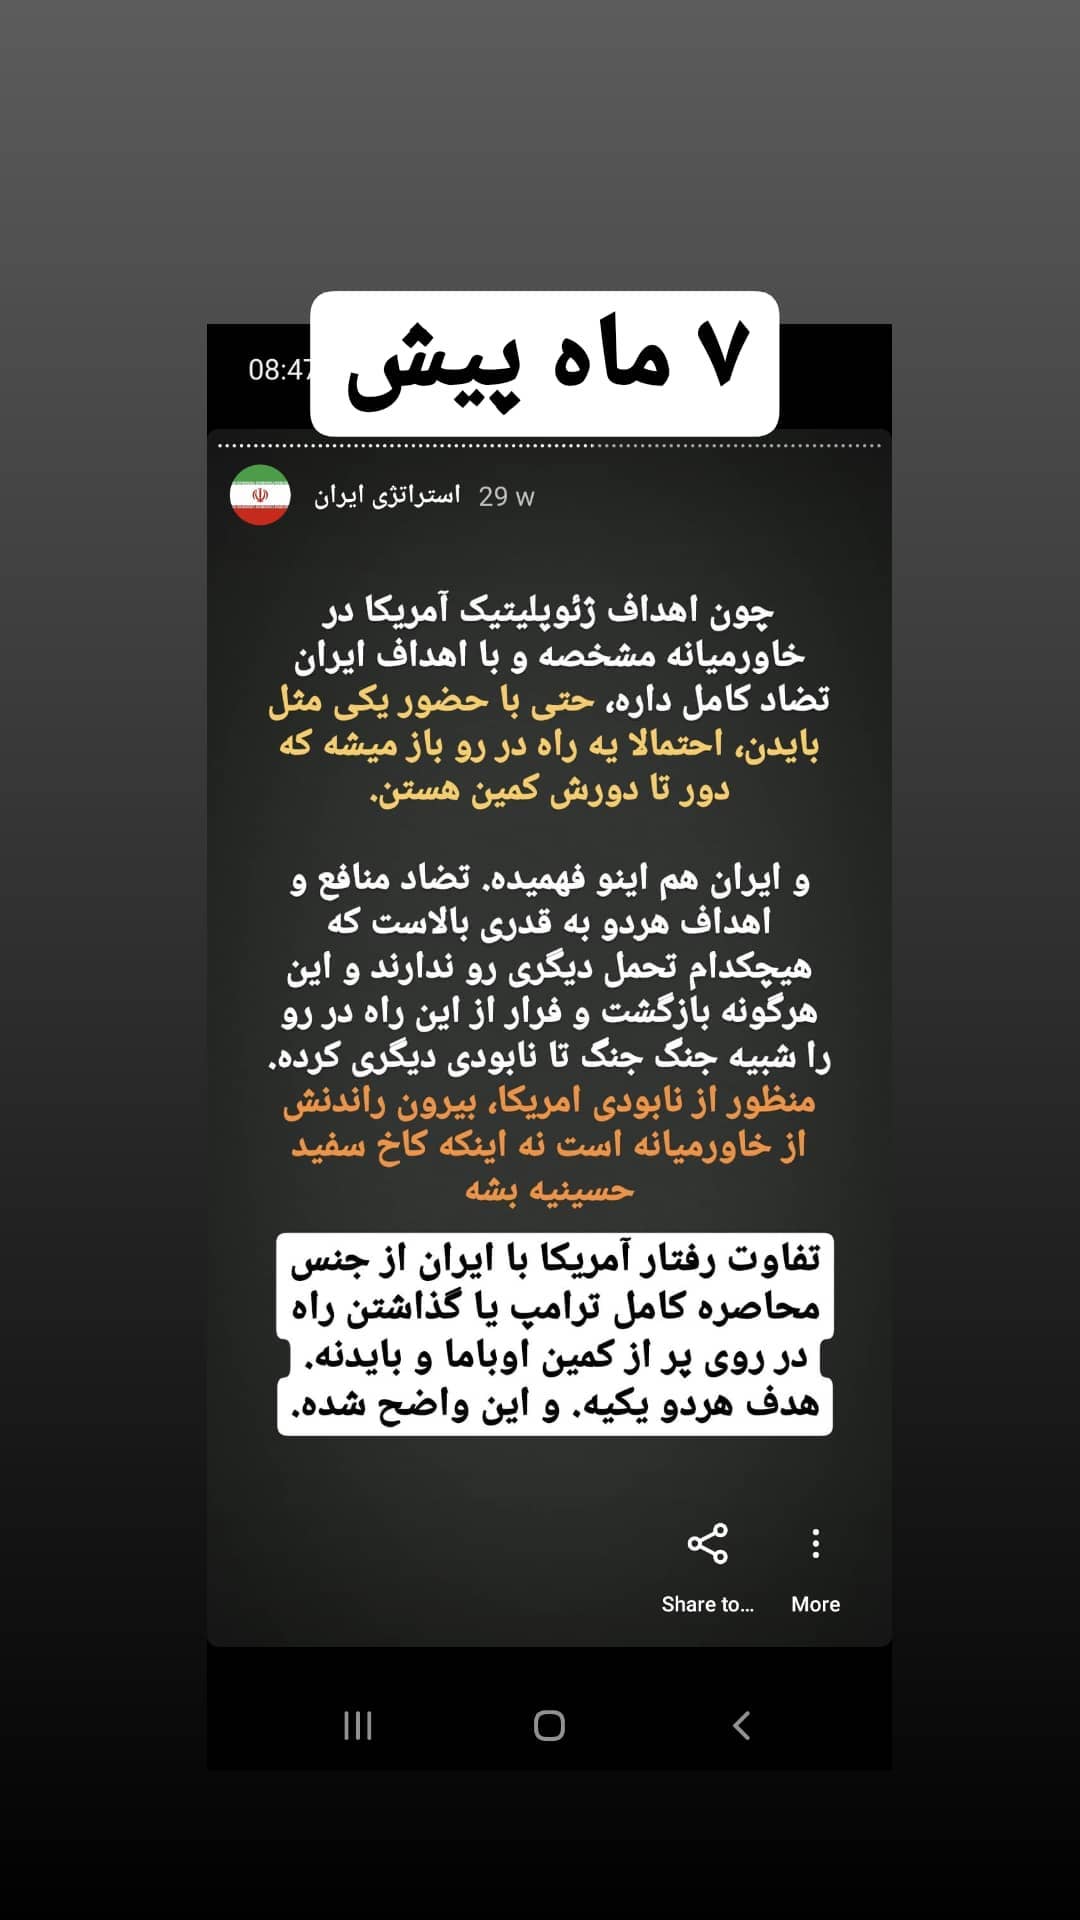 ۷ ماه پیش
08:47
استراتژی ایران 29 w
چون اهداف ژئوپلیتیک آمریکا در
خاورمیانه مشخصه و با اهداف ایران
تضاد کامل داره، حتی با حضور یکی مثل
بایدن، احتمالا یه راه در رو باز میشه که
دور تا دورش کمین هستن.
و ایران هم اینو فهمیده. تضاد منافع و
اهداف هردو به قدری بالاست که
هیچکدام تحمل دیگری رو ندارند و این
هرگونه بازگشت و فرار از این راه در رو
را شبیه جنگ جنگ تا نابودی دیگری کرده.
منظور از نابودی امریکا، بیرون راندنش
از خاورمیانه است نه اینکه کاخ سفید
حسینیه بشه
تفاوت رفتار آمریکا با ایران از جنس
محاصره کامل ترامپ یا گذاشتن راه
در روی پر از کمین اوباما و بایدنه.
هدف هردو یکیه. و این واضح شده.
Share to...
More